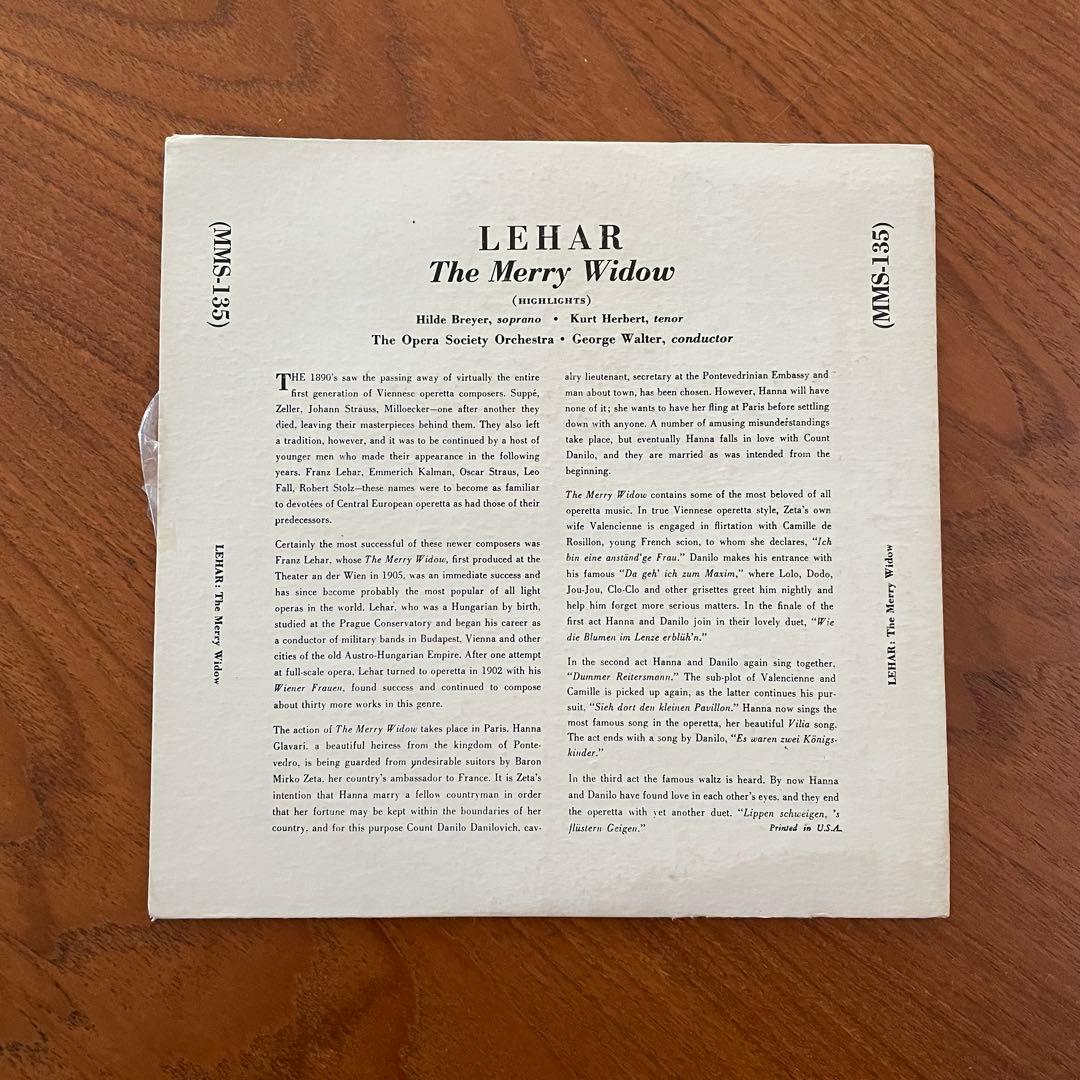 (MMS-135)
(MMS-135)
LEHAR
The Merry Widow
(HIGHLIGHTS)
Hilde Breyer, soprano • Kurt Herbert, tenor
The Opera Society Orchestra • George Walter, conductor
THE 1890's saw the passing away of virtually the entire
first generation of Viennese operetta composers. Suppé,
Zeller, Johann Strauss, Milloecker—one after another they
died, leaving their masterpieces behind them. They also left
a tradition, however, and it was to be continued by a host of
younger men who made their appearance in the following
years. Franz Lehar, Emmerich Kalman, Oscar Straus, Leo
Fall, Robert Stolz—these names were to become as familiar
to devotées of Central European operetta as had those of their
predecessors.
Certainly the most successful of these newer composers was
Franz Lehar, whose The Merry Widow, first produced at the
Theater an der Wien in 1905, was an immediate success and
has since become probably the most popular of all light
operas in the world. Lehar, who was a Hungarian by birth,
studied at the Prague Conservatory and began his career as
a conductor of military bands in Budapest, Vienna and other
cities of the old Austro-Hungarian Empire. After one attempt
at full-scale opera, Lehar turned to operetta in 1902 with his
Wiener Frauen, found success and continued to compose
about thirty more works in this genre.
The action of The Merry Widow takes place in Paris. Hanna
Glavari, a beautiful heiress from the kingdom of Ponte-
vedro, is being guarded from undesirable suitors by Baron
Mirko Zeta, her country's ambassador to France. It is Zeta's
intention that Hanna marry a fellow countryman in order
that her fortune may be kept within the boundaries of her
country, and for this purpose Count Danilo Danilovich, cav-
alry lieutenant, secretary at the Pontevedrinian Embassy and
man about town, has been chosen. However, Hanna will have
none of it; she wants to have her fling at Paris before settling
down with anyone. A number of amusing misunderstandings
take place, but eventually Hanna falls in love with Count
Danilo, and they are married as was intended from the
beginning.
The Merry Widow contains some of the most beloved of all
operetta music. In true Viennese operetta style, Zeta's own
wife Valencienne is engaged in flirtation with Camille de
Rosillon, young French scion, to whom she declares, "Ich
bin eine anständ'ge Frau." Danilo makes his entrance with
his famous "Da geh' ich zum Maxim," where Lolo, Dodo,
Jou-Jou, Clo-Clo and other grisettes greet him nightly and
help him forget more serious matters. In the finale of the
first act Hanna and Danilo join in their lovely duet, "Wie
die Blumen im Lenze erblüh'n."
In the second act Hanna and Danilo again sing together,
"Dummer Reitersmann." The sub-plot of Valencienne and
Camille is picked up again, as the latter continues his pur-
suit, "Sieh dort den kleinen Pavillon." Hanna now sings the
most famous song in the operetta, her beautiful Vilia song.
The act ends with a song by Danilo, "Es waren zwei Königs-
kinder."
In the third act the famous waltz is heard. By now Hanna
and Danilo have found love in each other's eyes, and they end
the operetta with yet another duet, "Lippen schweigen, 's
flüstern Geigen."
Printed in U.S.A.
LEHAR: The Merry Widow
LEHAR: The Merry Widow